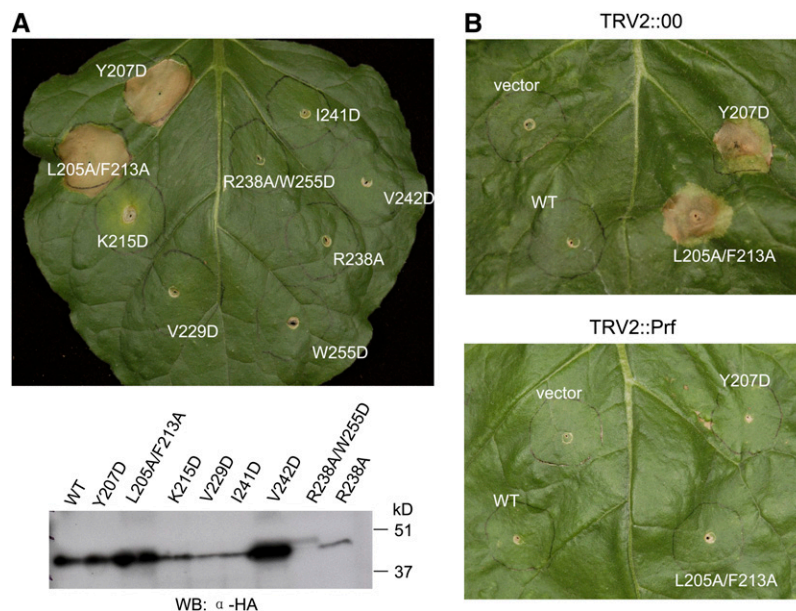 A
Y207D
I241D
L205A/F213A
R238A/W255D
V242D
K215D
R238A
V229D
W255D
WT
Y207D
L205A/F213A
K215D
V229D
I241D
V242D
R238A/W255D
R238A
kD
51
37
WB: α-HA
B
TRV2::00
vector
Y207D
WT
L205A/F213A
TRV2::Prf
vector
Y207D
WT
L205A/F213A